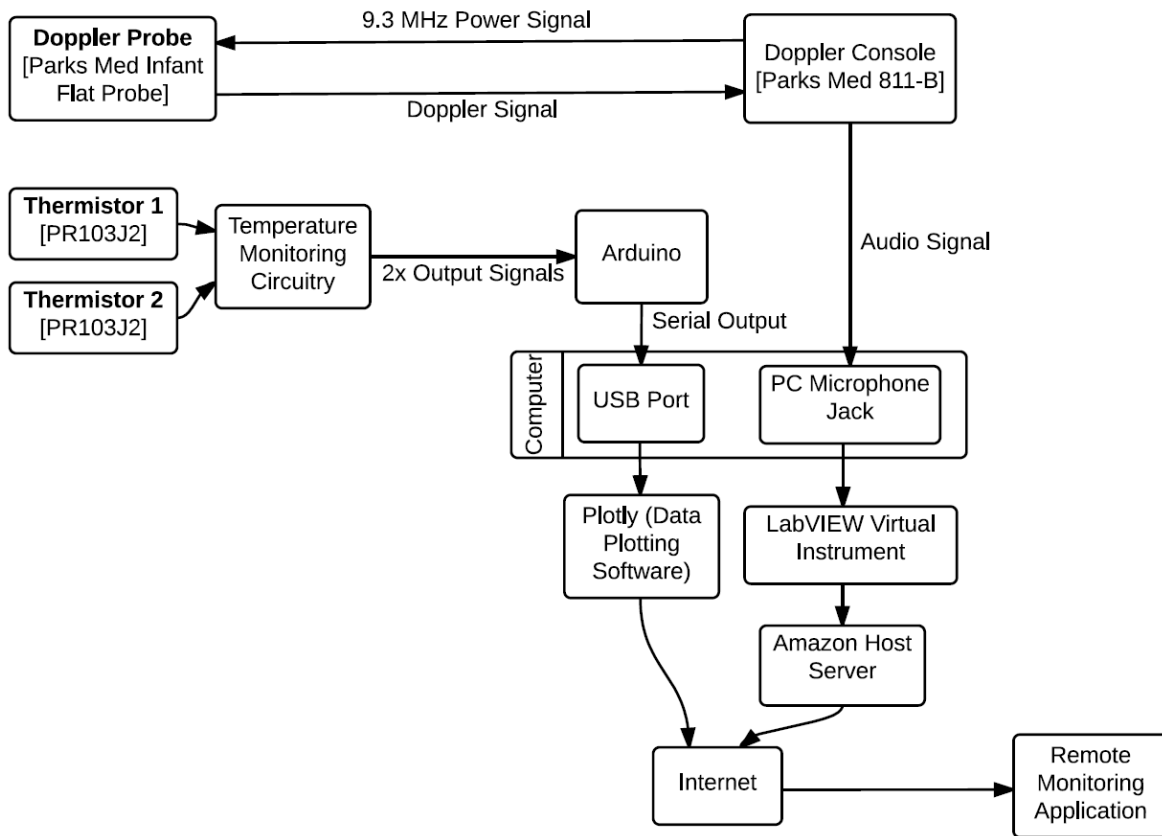 9.3 MHz Power Signal
Doppler Probe
[Parks Med Infant
Flat Probe]
Doppler Console
[Parks Med 811-B]
Doppler Signal
Thermistor 1
[PR103J2]
Temperature
Monitoring
Circuitry
Arduino
Audio Signal
2x Output Signals
Thermistor 2
[PR103J2]
Serial Output
Computer
USB Port
PC Microphone
Jack
Plotly (Data
Plotting
Software)
LabVIEW Virtual
Instrument
Amazon Host
Server
Internet
Remote
Monitoring
Application